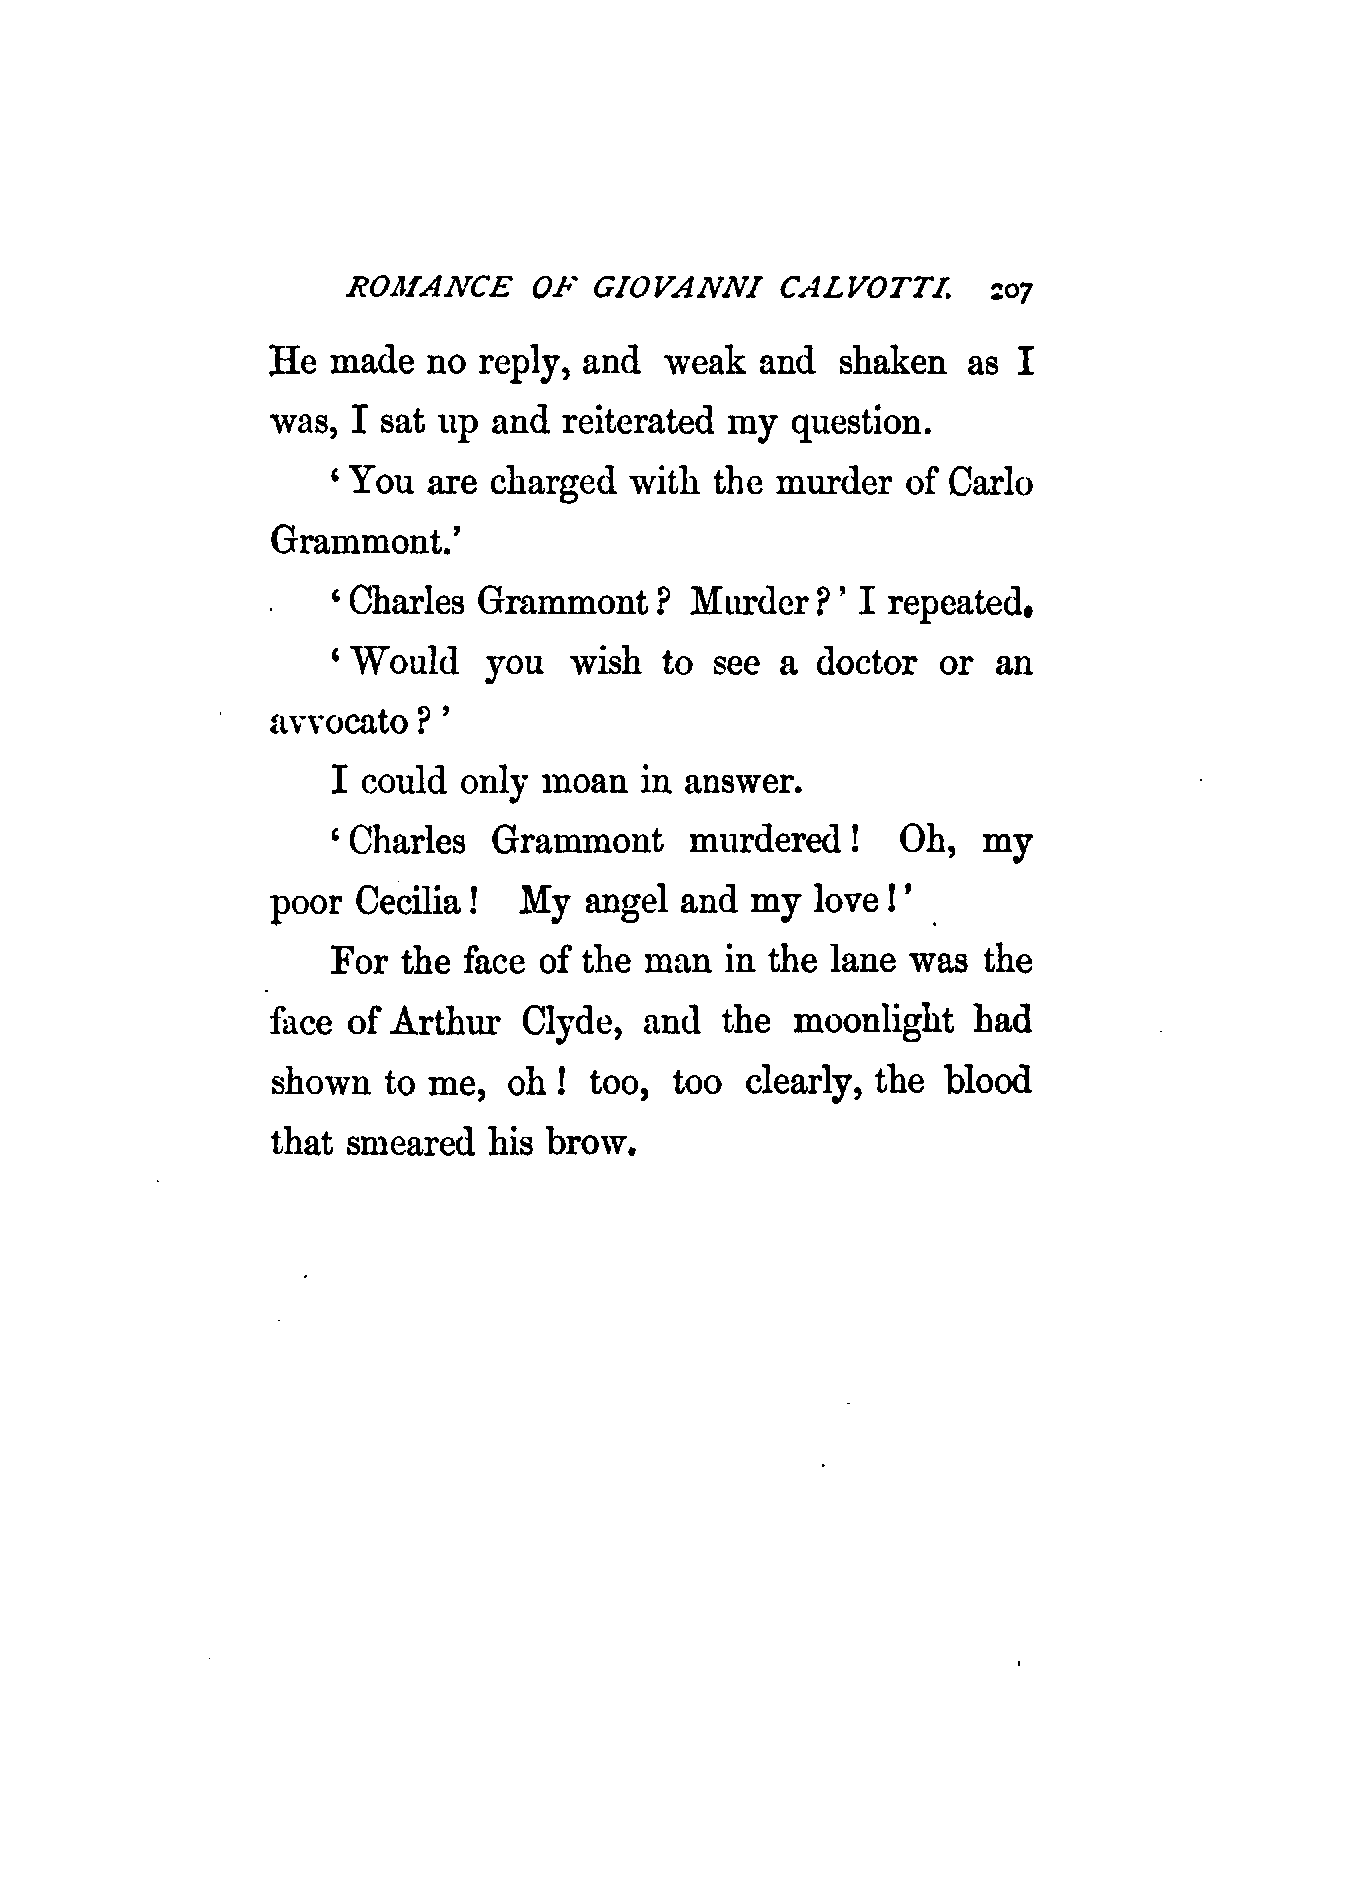 ROMANCE OF GIOVANNI CALVOTTI. 207
He made no reply, and weak and shaken as I
was, I sat up and reiterated my question.
‘ You are charged with the murder of Carlo
Grammont.’
‘ Charles Grammont ? Murder ? ’ I repeated.
‘ Would you wish to see a doctor or an
avvocato ? ’
I could only moan in answer.
‘ Charles Grammont murdered ! Oh, my
poor Cecilia ! My angel and my love ! ’
For the face of the man in the lane was the
face of Arthur Clyde, and the moonlight had
shown to me, oh ! too, too clearly, the blood
that smeared his brow.